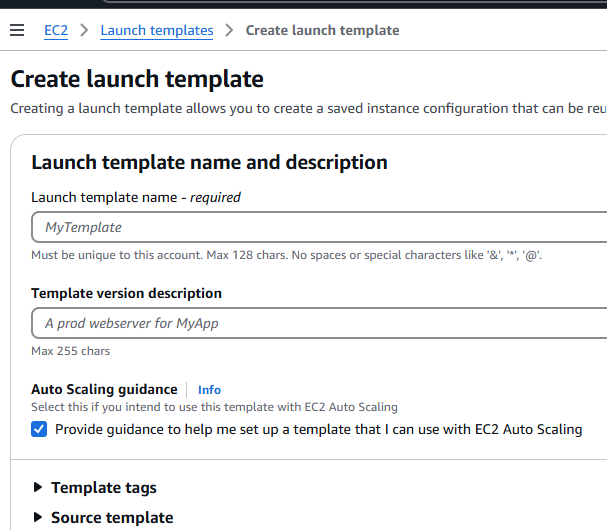 EC2 > Launch templates > Create launch template
Create launch template
Creating a launch template allows you to create a saved instance configuration that can be reu
Launch template name and description
Launch template name - required
MyTemplate
Must be unique to this account. Max 128 chars. No spaces or special characters like '&', '*', '@'.
Template version description
A prod webserver for MyApp
Max 255 chars
Auto Scaling guidance | Info
Select this if you intend to use this template with EC2 Auto Scaling
Provide guidance to help me set up a template that I can use with EC2 Auto Scaling
Template tags
Source template